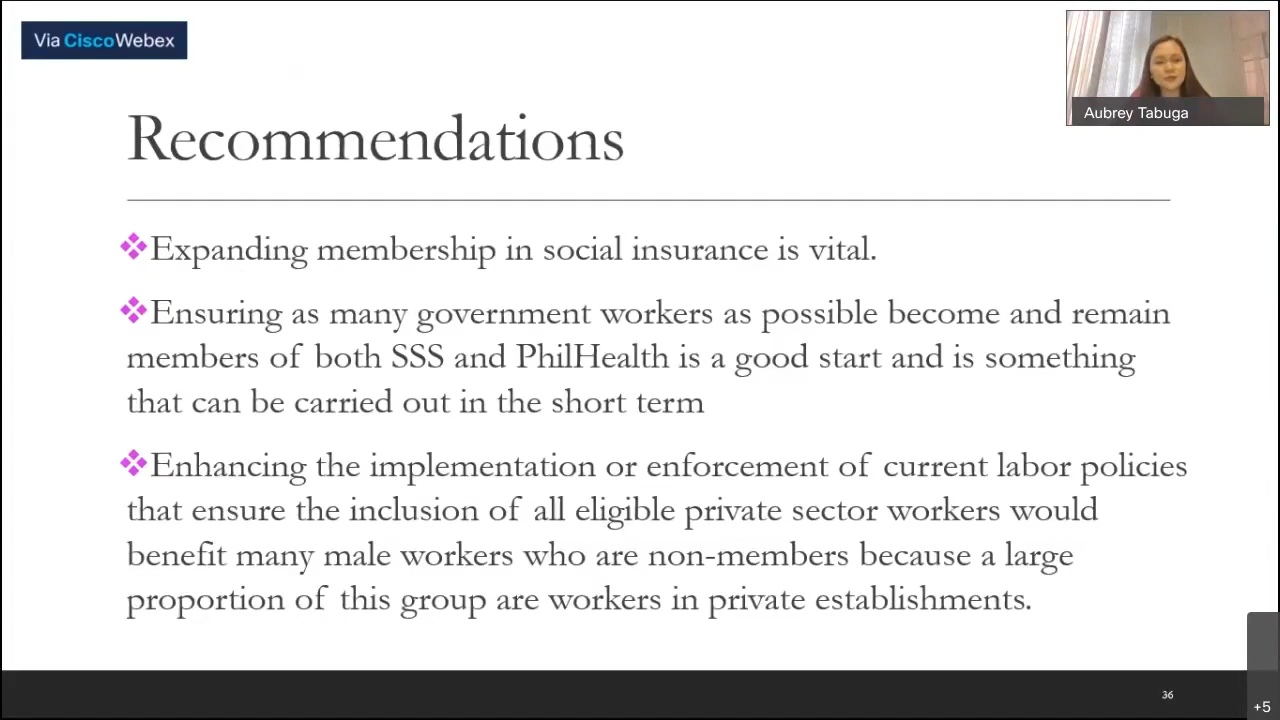 Via CiscoWebex
Aubrey Tabuga
Recommendations
❖Expanding membership in social insurance is vital.
❖Ensuring as many government workers as possible become and remain
members of both SSS and PhilHealth is a good start and is something
that can be carried out in the short term
❖Enhancing the implementation or enforcement of current labor policies
that ensure the inclusion of all eligible private sector workers would
benefit many male workers who are non-members because a large
proportion of this group are workers in private establishments.
36
+5